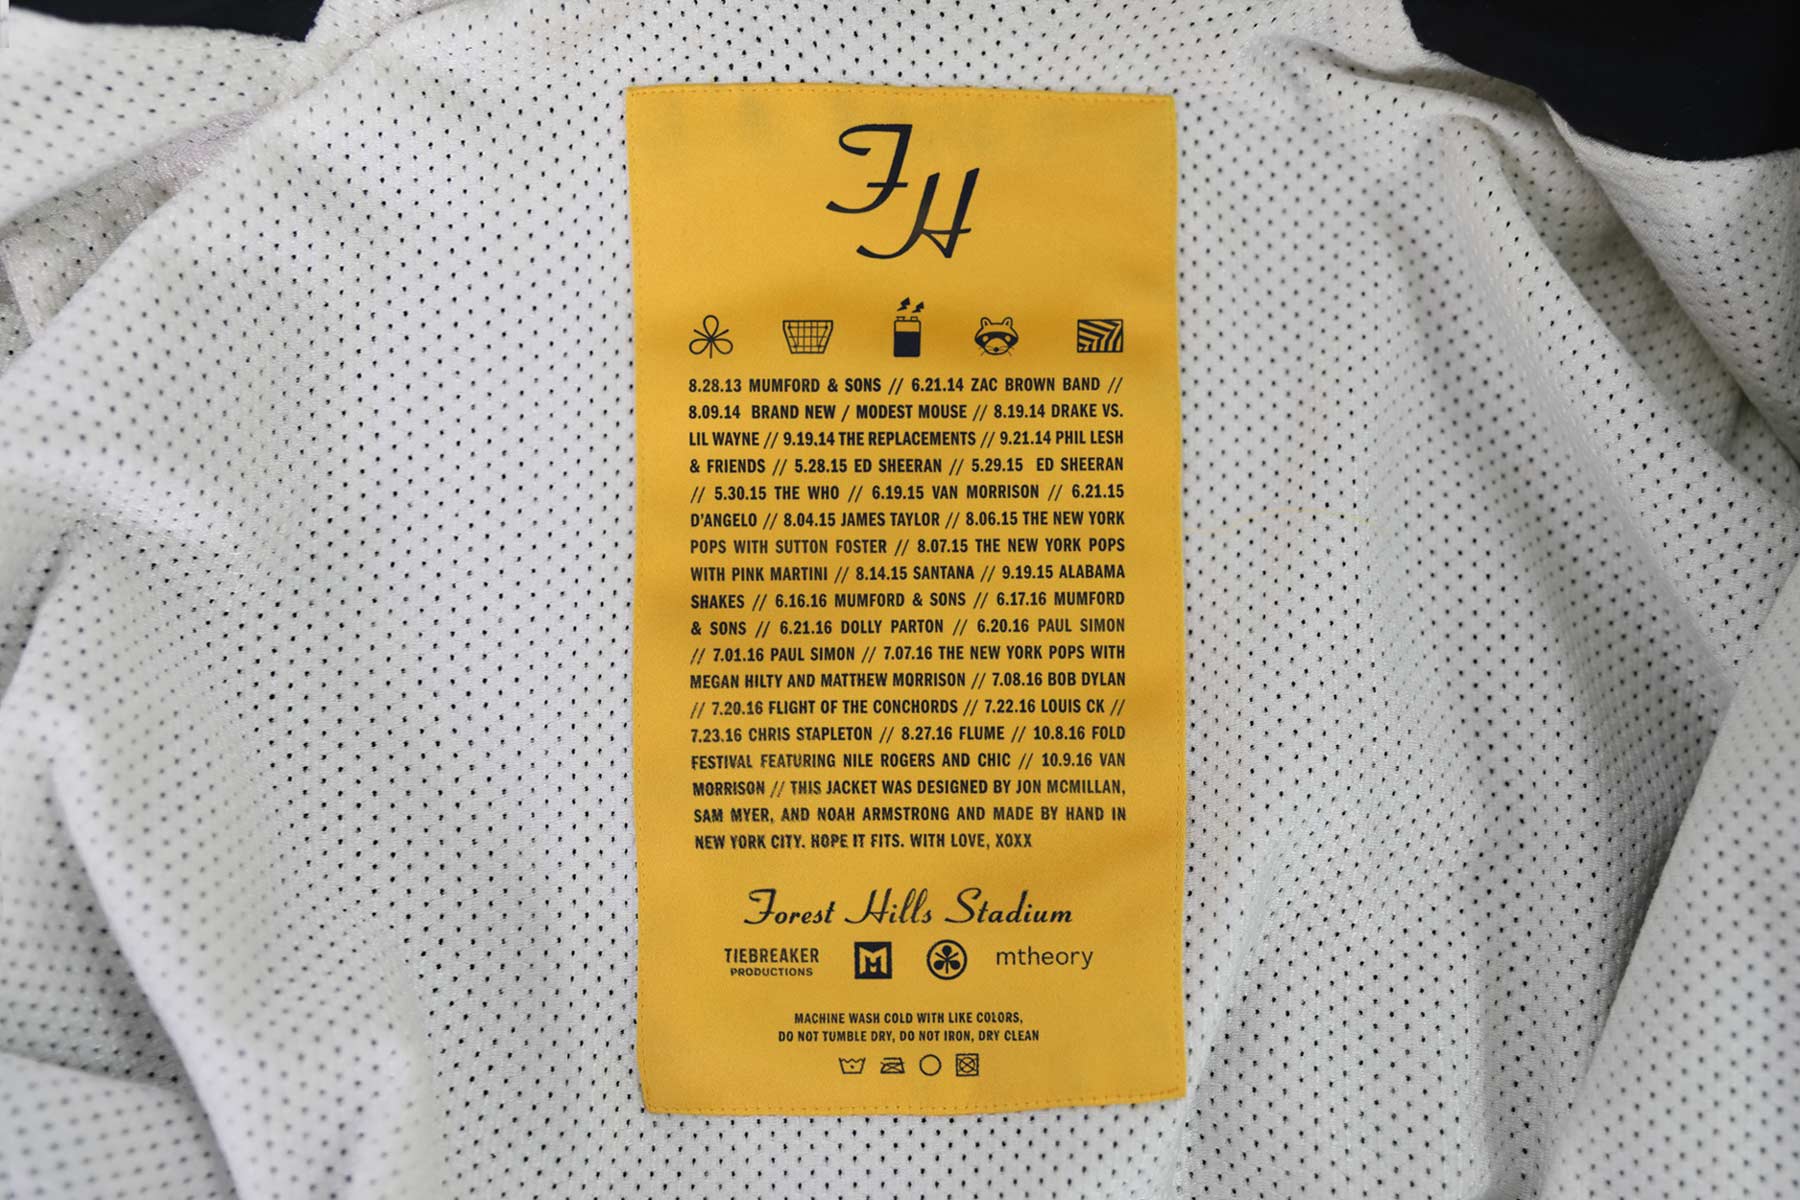 FH
8.28.13 MUMFORD & SONS // 6.21.14 ZAC BROWN BAND //
8.09.14 BRAND NEW / MODEST MOUSE // 8.19.14 DRAKE VS.
LIL WAYNE // 9.19.14 THE REPLACEMENTS // 9.21.14 PHIL LESH
& FRIENDS // 5.28.15 ED SHEERAN // 5.29.15 ED SHEERAN
// 5.30.15 THE WHO // 6.19.15 VAN MORRISON // 6.21.15
D'ANGELO // 8.04.15 JAMES TAYLOR // 8.06.15 THE NEW YORK
POPS WITH SUTTON FOSTER // 8.07.15 THE NEW YORK POPS
WITH PINK MARTINI // 8.14.15 SANTANA // 9.19.15 ALABAMA
SHAKES // 6.16.16 MUMFORD & SONS // 6.17.16 MUMFORD
& SONS // 6.21.16 DOLLY PARTON // 6.20.16 PAUL SIMON
// 7.01.16 PAUL SIMON // 7.07.16 THE NEW YORK POPS WITH
MEGAN HILTY AND MATTHEW MORRISON // 7.08.16 BOB DYLAN
// 7.20.16 FLIGHT OF THE CONCHORDS // 7.22.16 LOUIS CK //
7.23.16 CHRIS STAPLETON // 8.27.16 FLUME // 10.8.16 FOLD
FESTIVAL FEATURING NILE ROGERS AND CHIC // 10.9.16 VAN
MORRISON // THIS JACKET WAS DESIGNED BY JON MCMILLAN,
SAM MYER, AND NOAH ARMSTRONG AND MADE BY HAND IN
NEW YORK CITY. HOPE IT FITS. WITH LOVE, XOXX
Forest Hills Stadium
TIEBREAKER
PRODUCTIONS
M
mtheory
MACHINE WASH COLD WITH LIKE COLORS,
DO NOT TUMBLE DRY, DO NOT IRON, DRY CLEAN